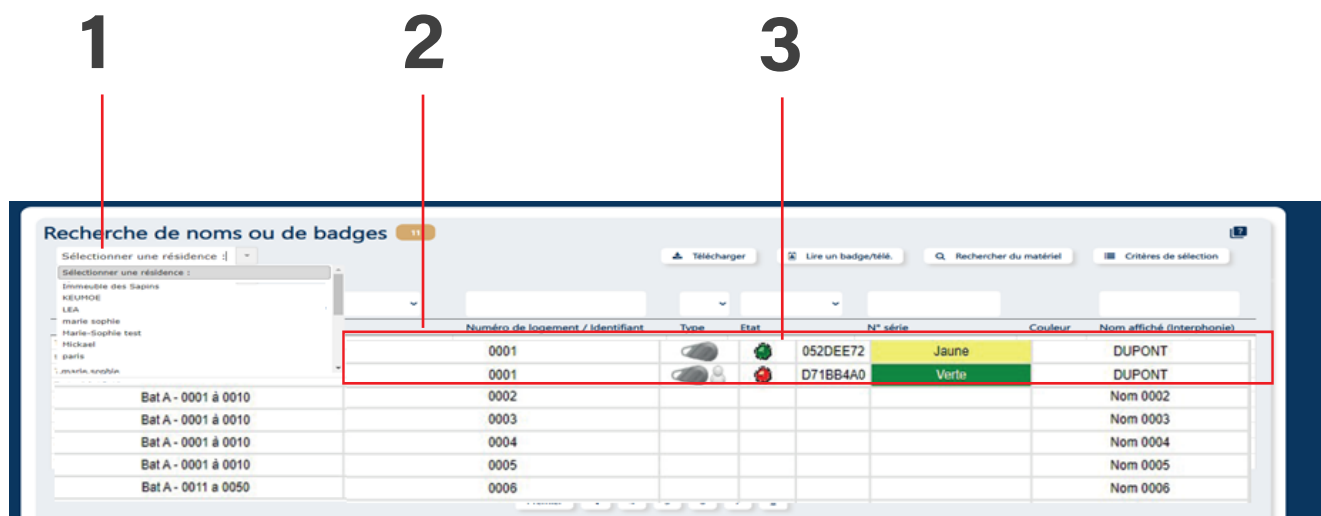 1 2 3
Recherche de noms ou de badges 11
Sélectionner une résidence :
Télécharger Lire un badge/télé. Rechercher du matériel Critères de sélection
Sélectionner une résidence :
Immeuble des Sapins
KEUMOE
LEA
marie sophie
Marie-Sophie test
Mickael
paris
marie sophie
Numéro de logement / Identifiant Type Etat N° série Couleur Nom affiché (Interphonie)
0001 052DEE72 Jaune DUPONT
0001 D71BB4A0 Verte DUPONT
Bat A - 0001 à 0010 0002 Nom 0002
Bat A - 0001 à 0010 0003 Nom 0003
Bat A - 0001 à 0010 0004 Nom 0004
Bat A - 0001 à 0010 0005 Nom 0005
Bat A - 0011 a 0050 0006 Nom 0006